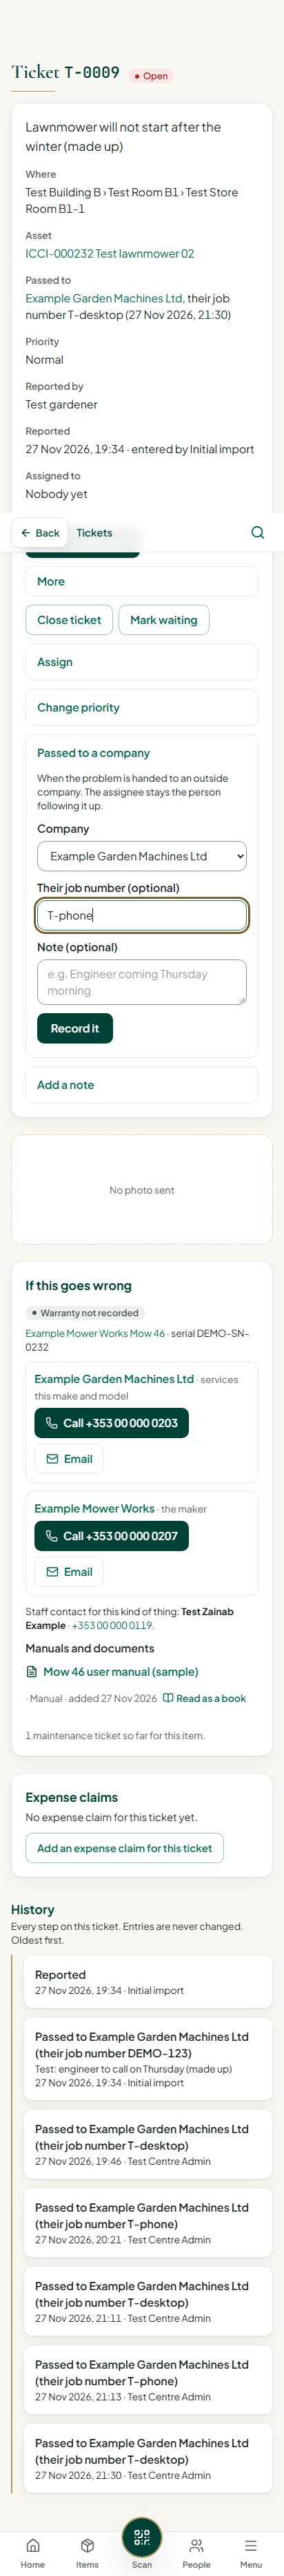 Ticket T-0009
Open
Lawnmower will not start after the
winter (made up)
Where
Test Building B › Test Room B1 › Test Store
Room B1-1
Asset
ICCI-000232 Test lawnmower 02
Passed to
Example Garden Machines Ltd, their job
number T-desktop (27 Nov 2026, 21:30)
Priority
Normal
Reported by
Test gardener
Reported
27 Nov 2026, 19:34 · entered by Initial import
Assigned to
Nobody yet
Back
Tickets
More
Close ticket
Mark waiting
Assign
Change priority
Passed to a company
When the problem is handed to an outside
company. The assignee stays the person
following it up.
Company
Example Garden Machines Ltd
Their job number (optional)
T-phone
Note (optional)
e.g. Engineer coming Thursday
morning
Record it
Add a note
No photo sent
If this goes wrong
Warranty not recorded
Example Mower Works Mow 46 · serial DEMO-SN-
0232
Example Garden Machines Ltd · services
this make and model
Call +353 00 000 0203
Email
Example Mower Works · the maker
Call +353 00 000 0207
Email
Staff contact for this kind of thing: Test Zainab
Example · +353 00 000 0119.
Manuals and documents
Mow 46 user manual (sample)
· Manual · added 27 Nov 2026 Read as a book
1 maintenance ticket so far for this item.
Expense claims
No expense claim for this ticket yet.
Add an expense claim for this ticket
History
Every step on this ticket. Entries are never changed.
Oldest first.
Reported
27 Nov 2026, 19:34 · Initial import
Passed to Example Garden Machines Ltd
(their job number DEMO-123)
Test: engineer to call on Thursday (made up)
27 Nov 2026, 19:34 · Initial import
Passed to Example Garden Machines Ltd
(their job number T-desktop)
27 Nov 2026, 19:46 · Test Centre Admin
Passed to Example Garden Machines Ltd
(their job number T-phone)
27 Nov 2026, 20:21 · Test Centre Admin
Passed to Example Garden Machines Ltd
(their job number T-desktop)
27 Nov 2026, 21:11 · Test Centre Admin
Passed to Example Garden Machines Ltd
(their job number T-phone)
27 Nov 2026, 21:13 · Test Centre Admin
Passed to Example Garden Machines Ltd
(their job number T-desktop)
27 Nov 2026, 21:30 · Test Centre Admin
Home
Items
Scan
People
Menu